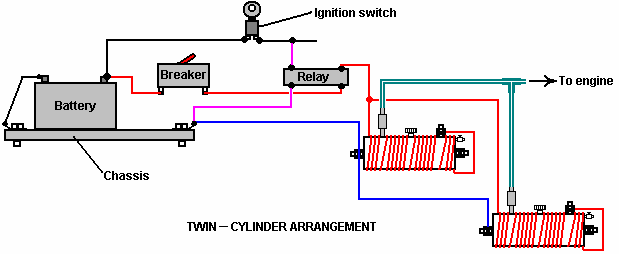 Ignition switch
Breaker
Relay
To engine
Battery
Chassis
TWIN – CYLINDER ARRANGEMENT